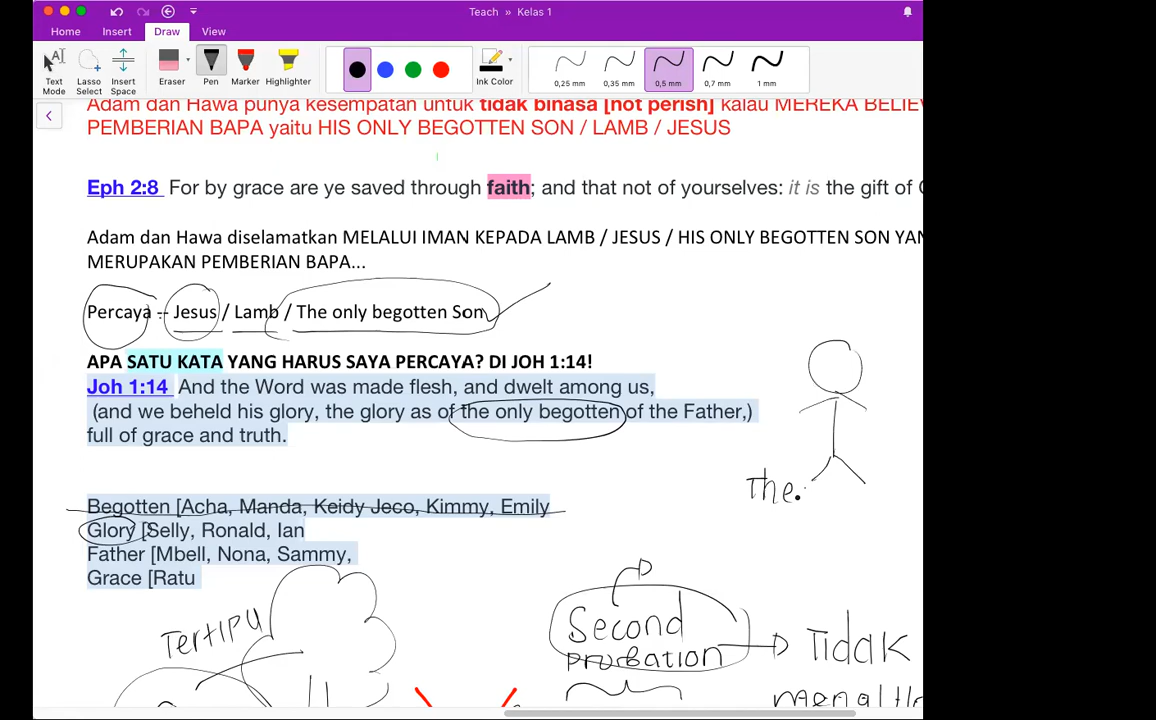 Teach » Kelas 1
Home Insert Draw View
Text Mode
Lasso Select
Insert Space
Eraser
Pen
Marker
Highlighter
Ink Color
0,25 mm
0,35 mm
0,5 mm
0,7 mm
1 mm
Adam dan Hawa punya kesempatan untuk tidak binasa [not perish] kalau MEREKA BELIEV
PEMBERIAN BAPA yaitu HIS ONLY BEGOTTEN SON / LAMB / JESUS
Eph 2:8 For by grace are ye saved through faith; and that not of yourselves: it is the gift of
Adam dan Hawa diselamatkan MELALUI IMAN KEPADA LAMB / JESUS / HIS ONLY BEGOTTEN SON YAN
MERUPAKAN PEMBERIAN BAPA...
Percaya -- Jesus / Lamb / The only begotten Son
APA SATU KATA YANG HARUS SAYA PERCAYA? DI JOH 1:14!
Joh 1:14 And the Word was made flesh, and dwelt among us,
(and we beheld his glory, the glory as of the only begotten of the Father,)
full of grace and truth.
The
Begotten [Acha, Manda, Keidy Jeco, Kimmy, Emily
Glory [Selly, Ronald, Ian
Father [Mbell, Nona, Sammy,
Grace [Ratu
Tertipu
Second
probation
Tidak